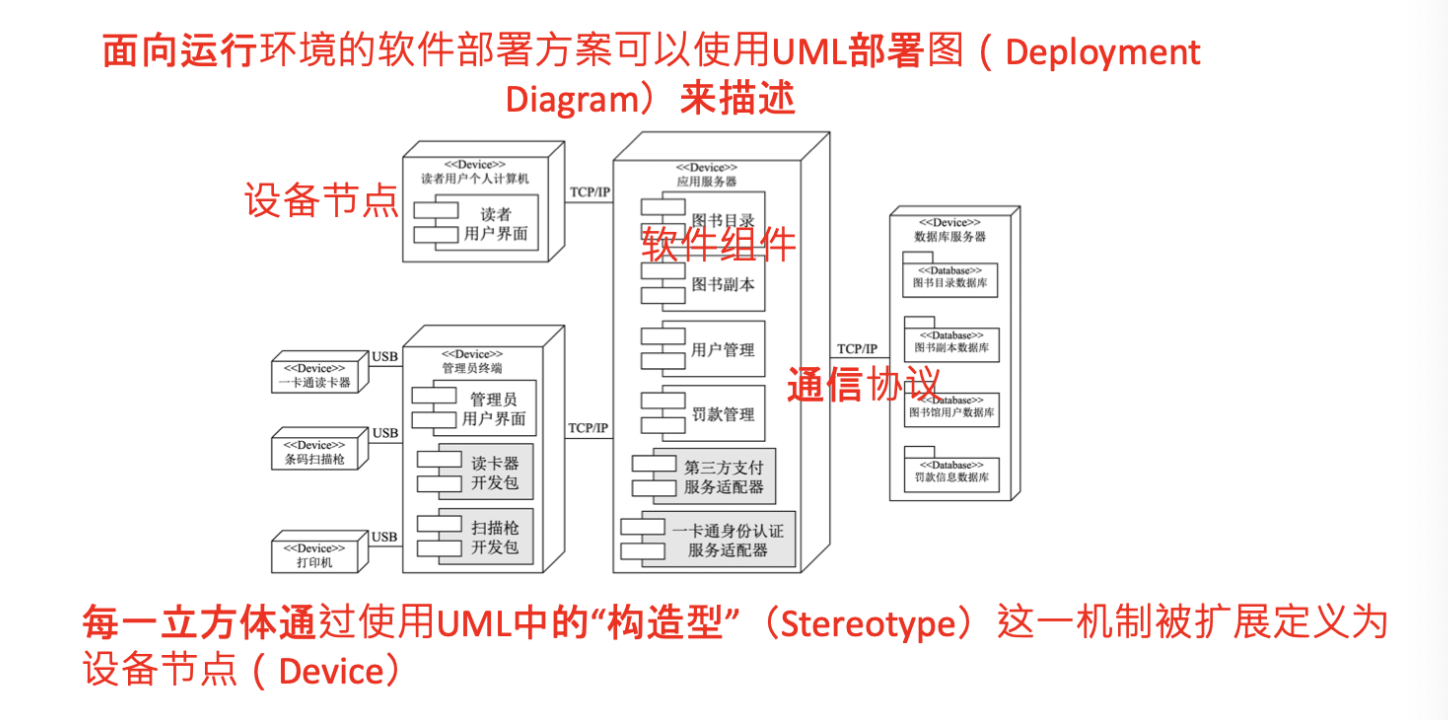 面向运行环境的软件部署方案可以使用UML部署图（Deployment
Diagram）来描述
<<Device>>
读者用户个人计算机
读者
用户界面
设备节点
TCP/IP
<<Device>>
应用服务器
图书目录
软件组件
图书副本
用户管理
罚款管理
第三方支付
服务适配器
一卡通身份认证
服务适配器
<<Device>>
数据库服务器
<<Database>>
图书目录数据库
<<Database>>
图书副本数据库
<<Database>>
图书馆用户数据库
<<Database>>
罚款信息数据库
TCP/IP
通信协议
<<Device>>
一卡通读卡器
USB
<<Device>>
条码扫描枪
USB
<<Device>>
打印机
USB
<<Device>>
管理员终端
管理员
用户界面
读卡器
开发包
扫描枪
开发包
TCP/IP
每一立方体通过使用UML中的“构造型”（Stereotype）这一机制被扩展定义为
设备节点（Device）